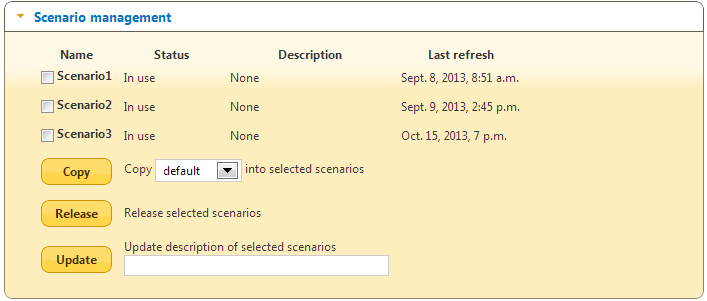 Scenario management
Name Status Description Last refresh
Scenario1 In use None Sept. 8, 2013, 8:51 a.m.
Scenario2 In use None Sept. 9, 2013, 2:45 p.m.
Scenario3 In use None Oct. 15, 2013, 7 p.m.
Copy Copy default into selected scenarios
Release Release selected scenarios
Update description of selected scenarios
Update